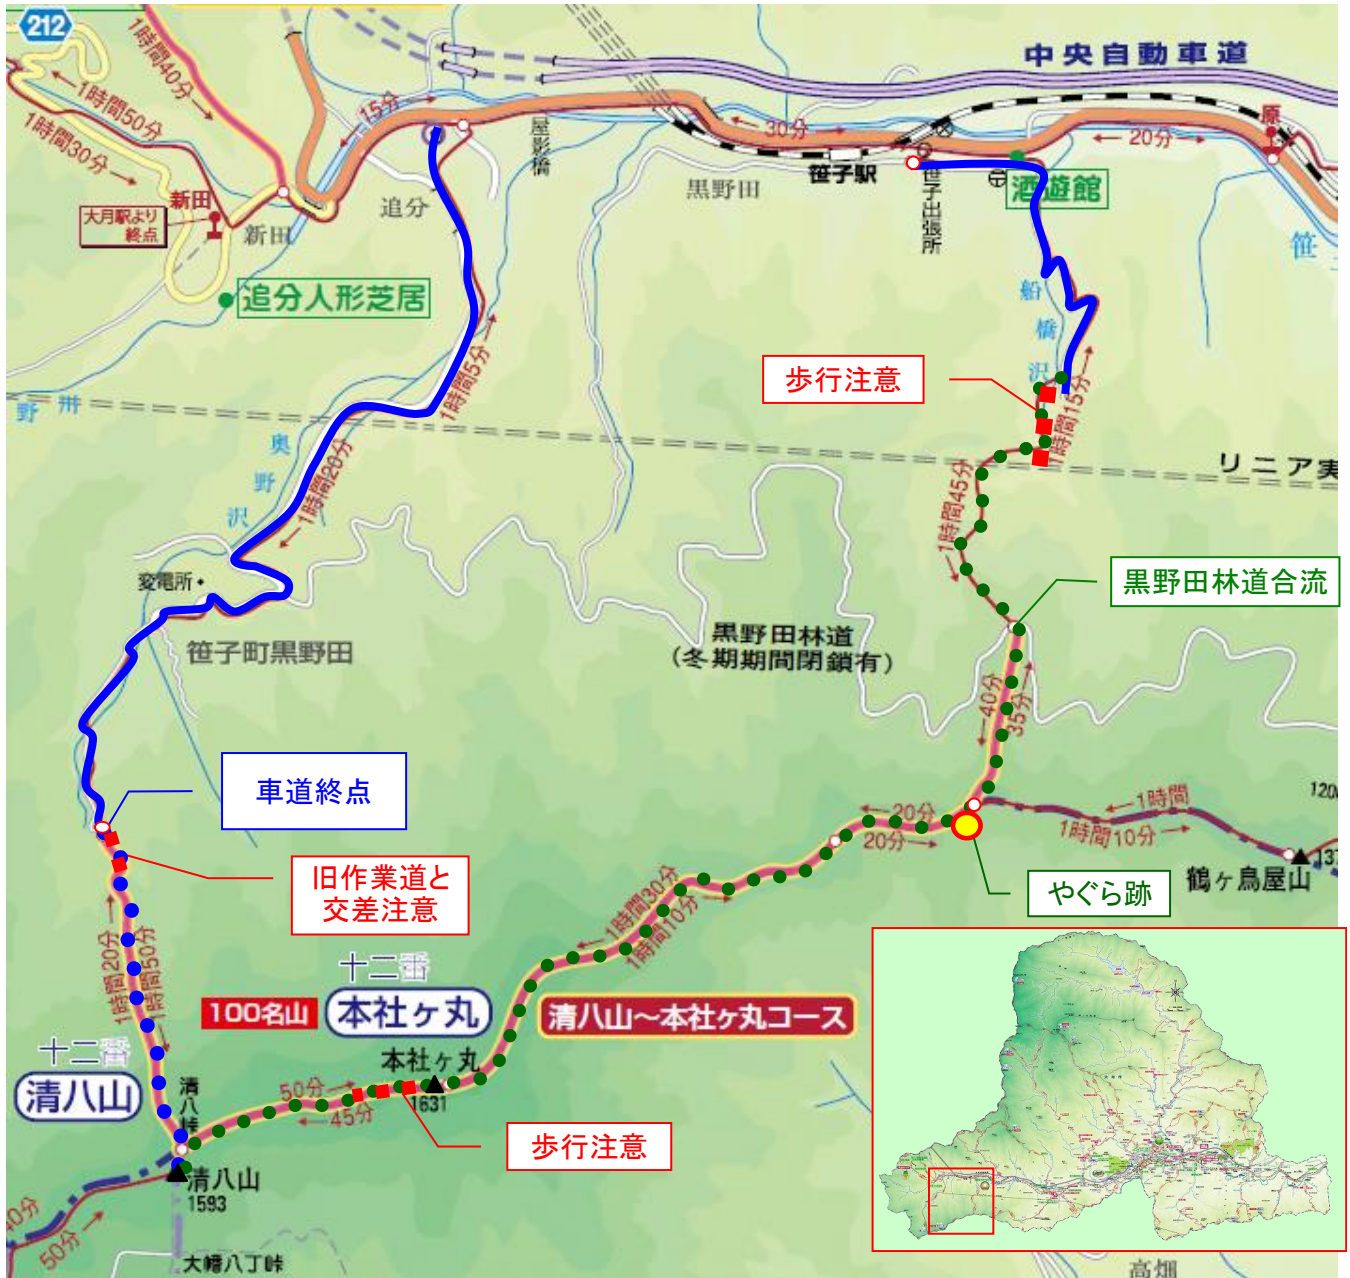 212
1時間40分
1時間50分
1時間30分
15分
中央自動車道
30分
20分
原
屋影橋
笹子駅
黒野田
笹子出張所
酒遊館
新田
大月駅より
終点
新田
追分
追分人形芝居
笹
船橋沢
歩行注意
1時間5分
1時間15分
野卅
奥野沢
1時間20分
リニア実
1時間45分
変電所
黒野田林道合流
笹子町黒野田
黒野田林道
(冬期期間閉鎖有)
40分
35分
車道終点
20分
20分
1時間
1時間10分
120
137
鶴ヶ鳥屋山
旧作業道と
交差注意
やぐら跡
1時間30分
1時間10分
1時間20分
1時間50分
十二番
100名山
本社ヶ丸
清八山～本社ヶ丸コース
本社ヶ丸
1631
十二番
清八山
清八峠
50分
45分
歩行注意
清八山
1593
50分
大幡八丁峠
高畑